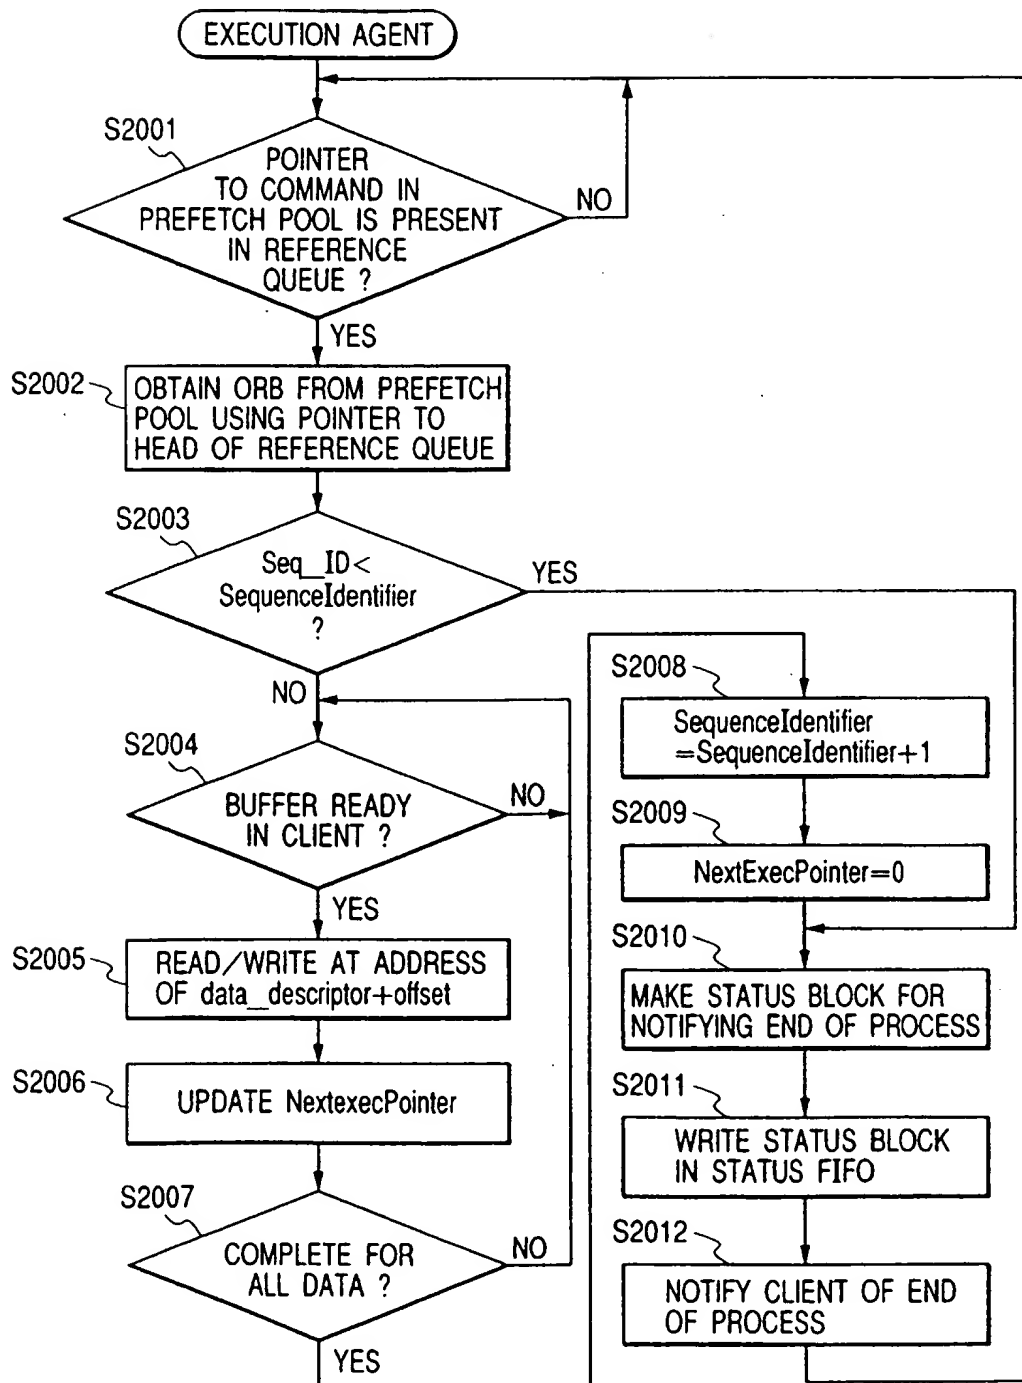 EXECUTION AGENT
S2001
POINTER
TO COMMAND IN
PREFETCH POOL IS PRESENT
IN REFERENCE
QUEUE ?
NO
YES
S2002
OBTAIN ORB FROM PREFETCH
POOL USING POINTER TO
HEAD OF REFERENCE QUEUE
S2003
Seq_ID<
SequenceIdentifier
?
YES
NO
S2004
BUFFER READY
IN CLIENT ?
NO
YES
S2005
READ/WRITE AT ADDRESS
OF data_descriptor+offset
S2006
UPDATE NextexecPointer
S2007
COMPLETE FOR
ALL DATA ?
NO
YES
S2008
SequenceIdentifier
=SequenceIdentifier+1
S2009
NextExecPointer=0
S2010
MAKE STATUS BLOCK FOR
NOTIFYING END OF PROCESS
S2011
WRITE STATUS BLOCK
IN STATUS FIFO
S2012
NOTIFY CLIENT OF END
OF PROCESS